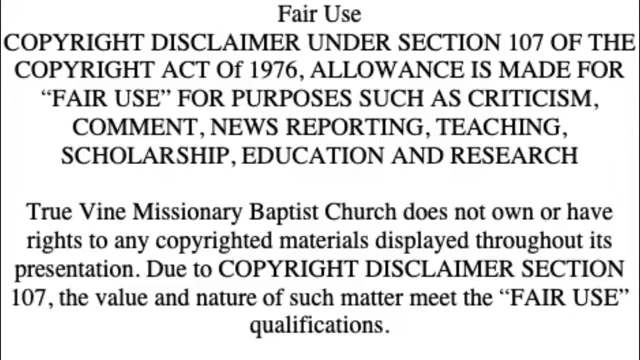 Fair Use
COPYRIGHT DISCLAIMER UNDER SECTION 107 OF THE
COPYRIGHT ACT Of 1976, ALLOWANCE IS MADE FOR
“FAIR USE” FOR PURPOSES SUCH AS CRITICISM,
COMMENT, NEWS REPORTING, TEACHING,
SCHOLARSHIP, EDUCATION AND RESEARCH
True Vine Missionary Baptist Church does not own or have
rights to any copyrighted materials displayed throughout its
presentation. Due to COPYRIGHT DISCLAIMER SECTION
107, the value and nature of such matter meet the “FAIR USE”
qualifications.